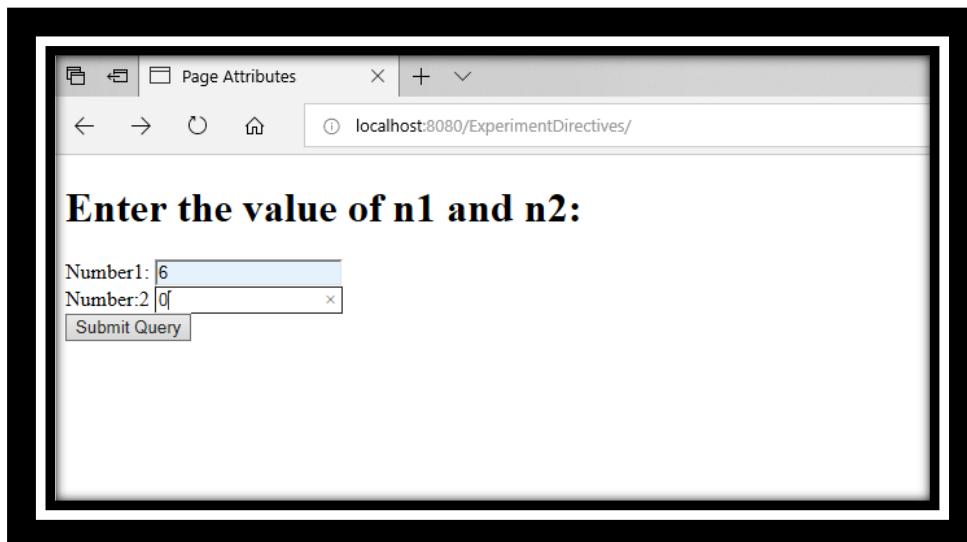 Page Attributes
localhost:8080/ExperimentDirectives/
Enter the value of n1 and n2:
Number1: 6
Number:2 0
Submit Query